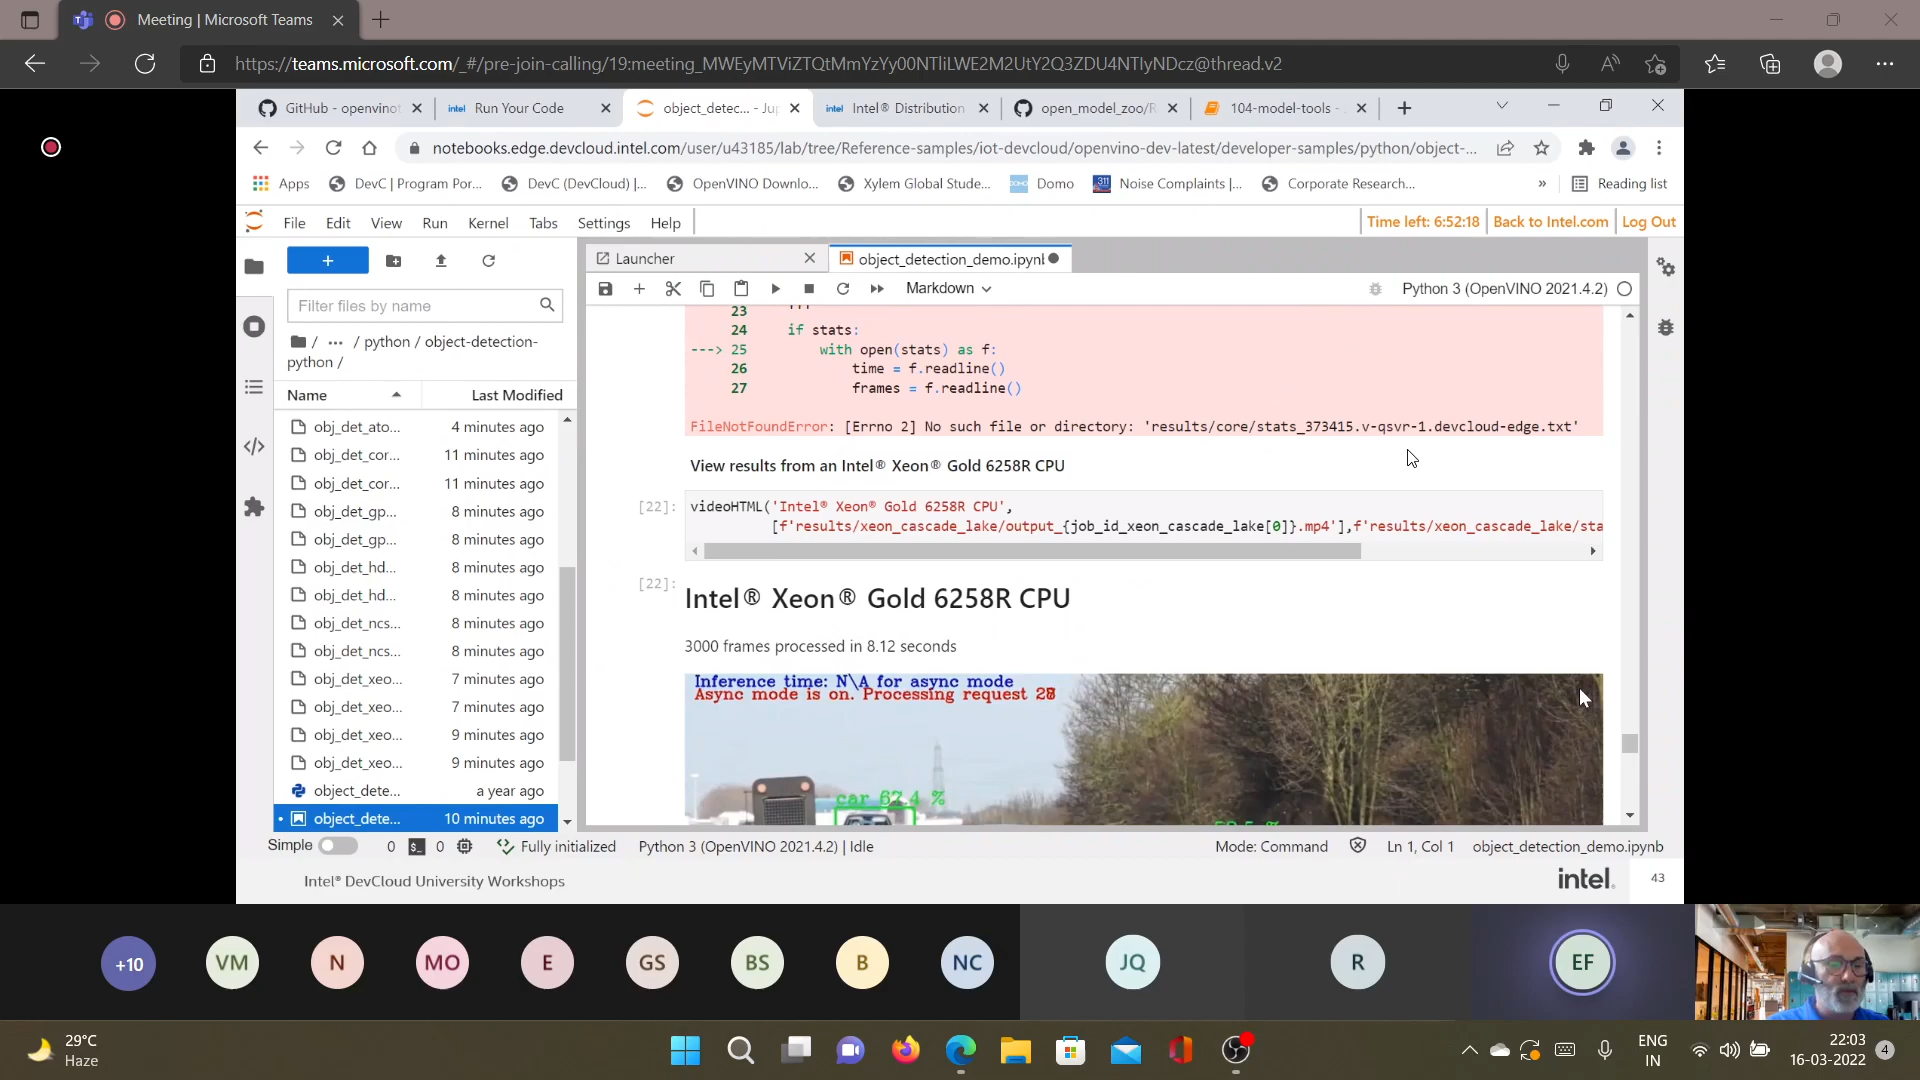 Meeting | Microsoft Teams
https://teams.microsoft.com/_#/pre-join-calling/19:meeting_MWEyMTViZTQtMmYzYy00NTliLWE2M2UtY2Q3ZDU4NTIyNDcz@thread.v2
GitHub - openvinot
intel Run Your Code
object_detec... - Jup
intel Intel® Distribution
open_model_zoo/R
104-model-tools -
notebooks.edge.devcloud.intel.com/user/u43185/lab/tree/Reference-samples/iot-devcloud/openvino-dev-latest/developer-samples/python/object-...
Apps
DevC | Program Por...
DevC (DevCloud) |...
OpenVINO Downlo...
Xylem Global Stude...
DOMO Domo
311 Noise Complaints |...
Corporate Research...
»
Reading list
File Edit View Run Kernel Tabs Settings Help
Time left: 6:52:18
Back to Intel.com
Log Out
Launcher
object_detection_demo.ipynl
Markdown
Python 3 (OpenVINO 2021.4.2)
Filter files by name
/ ··· / python / object-detection-
python /
Name Last Modified
obj_det_ato... 4 minutes ago
obj_det_cor... 11 minutes ago
obj_det_cor... 11 minutes ago
obj_det_gp... 8 minutes ago
obj_det_gp... 8 minutes ago
obj_det_hd... 8 minutes ago
obj_det_hd... 8 minutes ago
obj_det_ncs... 8 minutes ago
obj_det_ncs... 8 minutes ago
obj_det_xeo... 7 minutes ago
obj_det_xeo... 7 minutes ago
obj_det_xeo... 9 minutes ago
obj_det_xeo... 9 minutes ago
object_dete... a year ago
object_dete... 10 minutes ago
23 '''
24 if stats:
---> 25 with open(stats) as f:
26 time = f.readline()
27 frames = f.readline()
FileNotFoundError: [Errno 2] No such file or directory: 'results/core/stats_373415.v-qsvr-1.devcloud-edge.txt'
View results from an Intel® Xeon® Gold 6258R CPU
[22]: videoHTML('Intel® Xeon® Gold 6258R CPU',
[f'results/xeon_cascade_lake/output_{job_id_xeon_cascade_lake[0]}.mp4'],f'results/xeon_cascade_lake/sta
[22]:
Intel® Xeon® Gold 6258R CPU
3000 frames processed in 8.12 seconds
Inference time: N\A for async mode
Async mode is on. Processing request
car %
Simple 0 $_ 0 Fully initialized Python 3 (OpenVINO 2021.4.2) | Idle Mode: Command Ln 1, Col 1 object_detection_demo.ipynb
Intel® DevCloud University Workshops
intel.
43
+10 VM N MO E GS BS B NC JQ R EF
29°C
Haze
ENG
IN
22:03
16-03-2022
4